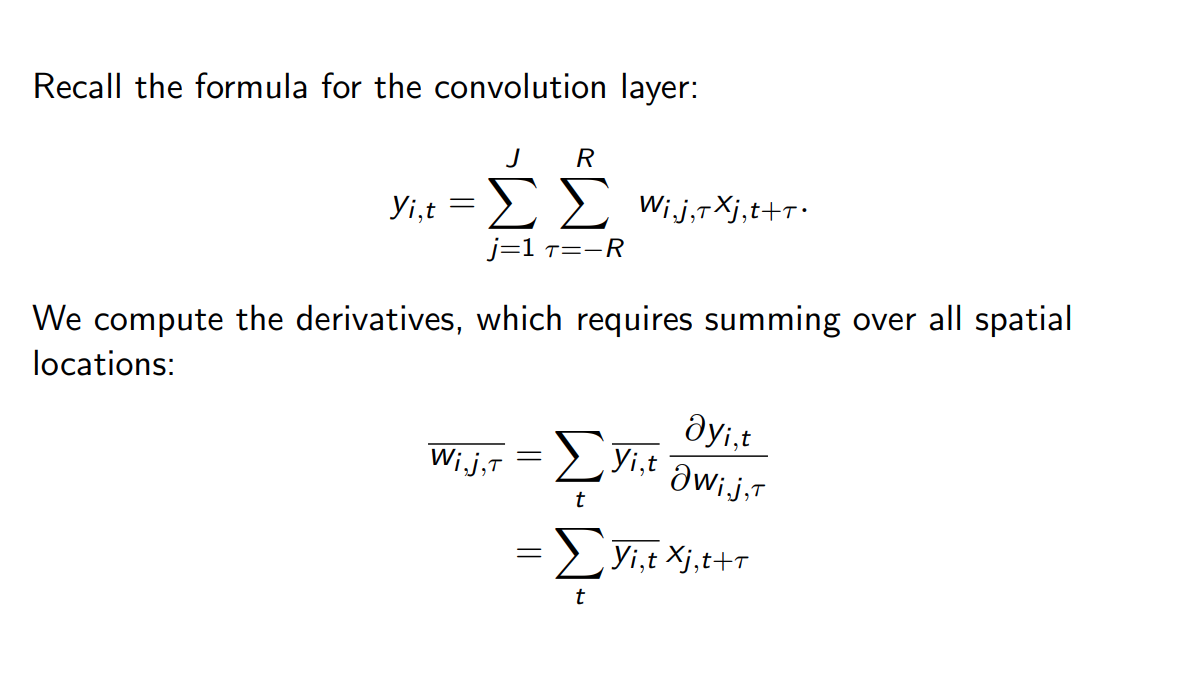 Recall the formula for the convolution layer:
$y_{i,t} = \sum_{j=1}^{J} \sum_{\tau=-R}^{R} w_{i,j,\tau} x_{j,t+\tau}.$
We compute the derivatives, which requires summing over all spatial
locations:
$\overline{w_{i,j,\tau}} = \sum_{t} \overline{y_{i,t}} \frac{\partial y_{i,t}}{\partial w_{i,j,\tau}}$
$= \sum_{t} \overline{y_{i,t}} x_{j,t+\tau}$